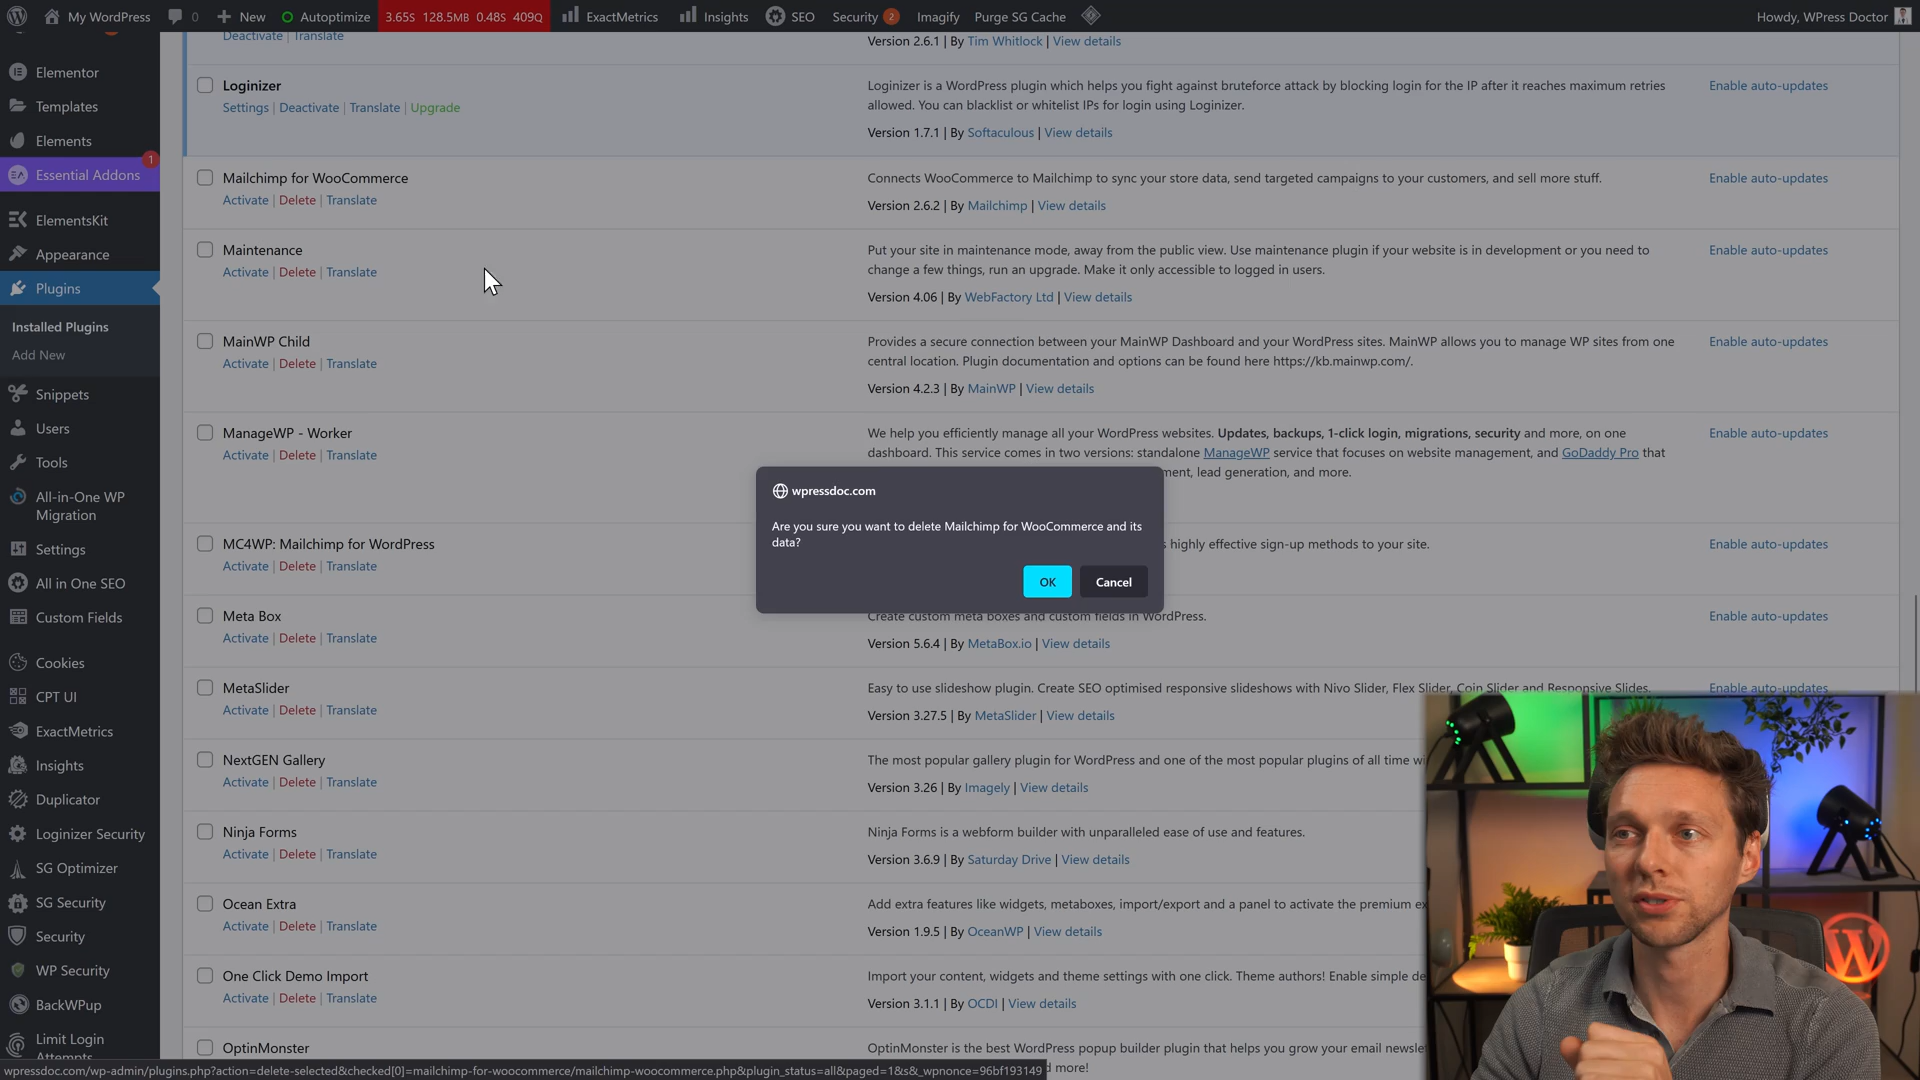 My WordPress 0 New Autoptimize 3.65S 128.5MB 0.48S 409Q ExactMetrics Insights SEO Security 2 Imagify Purge SG Cache Howdy, WPress Doctor
Elementor
Templates
Elements
Essential Addons 1
ElementsKit
Appearance
Plugins
Installed Plugins
Add New
Snippets
Users
Tools
All-in-One WP
Migration
Settings
All in One SEO
Custom Fields
Cookies
CPT UI
ExactMetrics
Insights
Duplicator
Loginizer Security
SG Optimizer
SG Security
Security
WP Security
BackWPup
Limit Login
Attempts
Deactivate | Translate
Version 2.6.1 | By Tim Whitlock | View details
Loginizer
Settings | Deactivate | Translate | Upgrade
Loginizer is a WordPress plugin which helps you fight against bruteforce attack by blocking login for the IP after it reaches maximum retries
allowed. You can blacklist or whitelist IPs for login using Loginizer.
Version 1.7.1 | By Softaculous | View details
Enable auto-updates
Mailchimp for WooCommerce
Activate | Delete | Translate
Connects WooCommerce to Mailchimp to sync your store data, send targeted campaigns to your customers, and sell more stuff.
Version 2.6.2 | By Mailchimp | View details
Enable auto-updates
Maintenance
Activate | Delete | Translate
Put your site in maintenance mode, away from the public view. Use maintenance plugin if your website is in development or you need to
change a few things, run an upgrade. Make it only accessible to logged in users.
Version 4.06 | By WebFactory Ltd | View details
Enable auto-updates
MainWP Child
Activate | Delete | Translate
Provides a secure connection between your MainWP Dashboard and your WordPress sites. MainWP allows you to manage WP sites from one
central location. Plugin documentation and options can be found here https://kb.mainwp.com/.
Version 4.2.3 | By MainWP | View details
Enable auto-updates
ManageWP - Worker
Activate | Delete | Translate
We help you efficiently manage all your WordPress websites. Updates, backups, 1-click login, migrations, security and more, on one
dashboard. This service comes in two versions: standalone ManageWP service that focuses on website management, and GoDaddy Pro that
ment, lead generation, and more.
Enable auto-updates
wpressdoc.com
Are you sure you want to delete Mailchimp for WooCommerce and its
data?
OK Cancel
MC4WP: Mailchimp for WordPress
Activate | Delete | Translate
s highly effective sign-up methods to your site.
Enable auto-updates
Meta Box
Activate | Delete | Translate
Create custom meta boxes and custom fields in WordPress.
Version 5.6.4 | By MetaBox.io | View details
Enable auto-updates
MetaSlider
Activate | Delete | Translate
Easy to use slideshow plugin. Create SEO optimised responsive slideshows with Nivo Slider, Flex Slider, Coin Slider and Responsive Slides.
Version 3.27.5 | By MetaSlider | View details
Enable auto-updates
NextGEN Gallery
Activate | Delete | Translate
The most popular gallery plugin for WordPress and one of the most popular plugins of all time wi
Version 3.26 | By Imagely | View details
Ninja Forms
Activate | Delete | Translate
Ninja Forms is a webform builder with unparalleled ease of use and features.
Version 3.6.9 | By Saturday Drive | View details
Ocean Extra
Activate | Delete | Translate
Add extra features like widgets, metaboxes, import/export and a panel to activate the premium ex
Version 1.9.5 | By OceanWP | View details
One Click Demo Import
Activate | Delete | Translate
Import your content, widgets and theme settings with one click. Theme authors! Enable simple de
Version 3.1.1 | By OCDI | View details
OptinMonster
OptinMonster is the best WordPress popup builder plugin that helps you grow your email newslet
d more!
wpressdoc.com/wp-admin/plugins.php?action=delete-selected&checked[0]=mailchimp-for-woocommerce/mailchimp-woocommerce.php&plugin_status=all&paged=1&s&_wpnonce=96bf193149